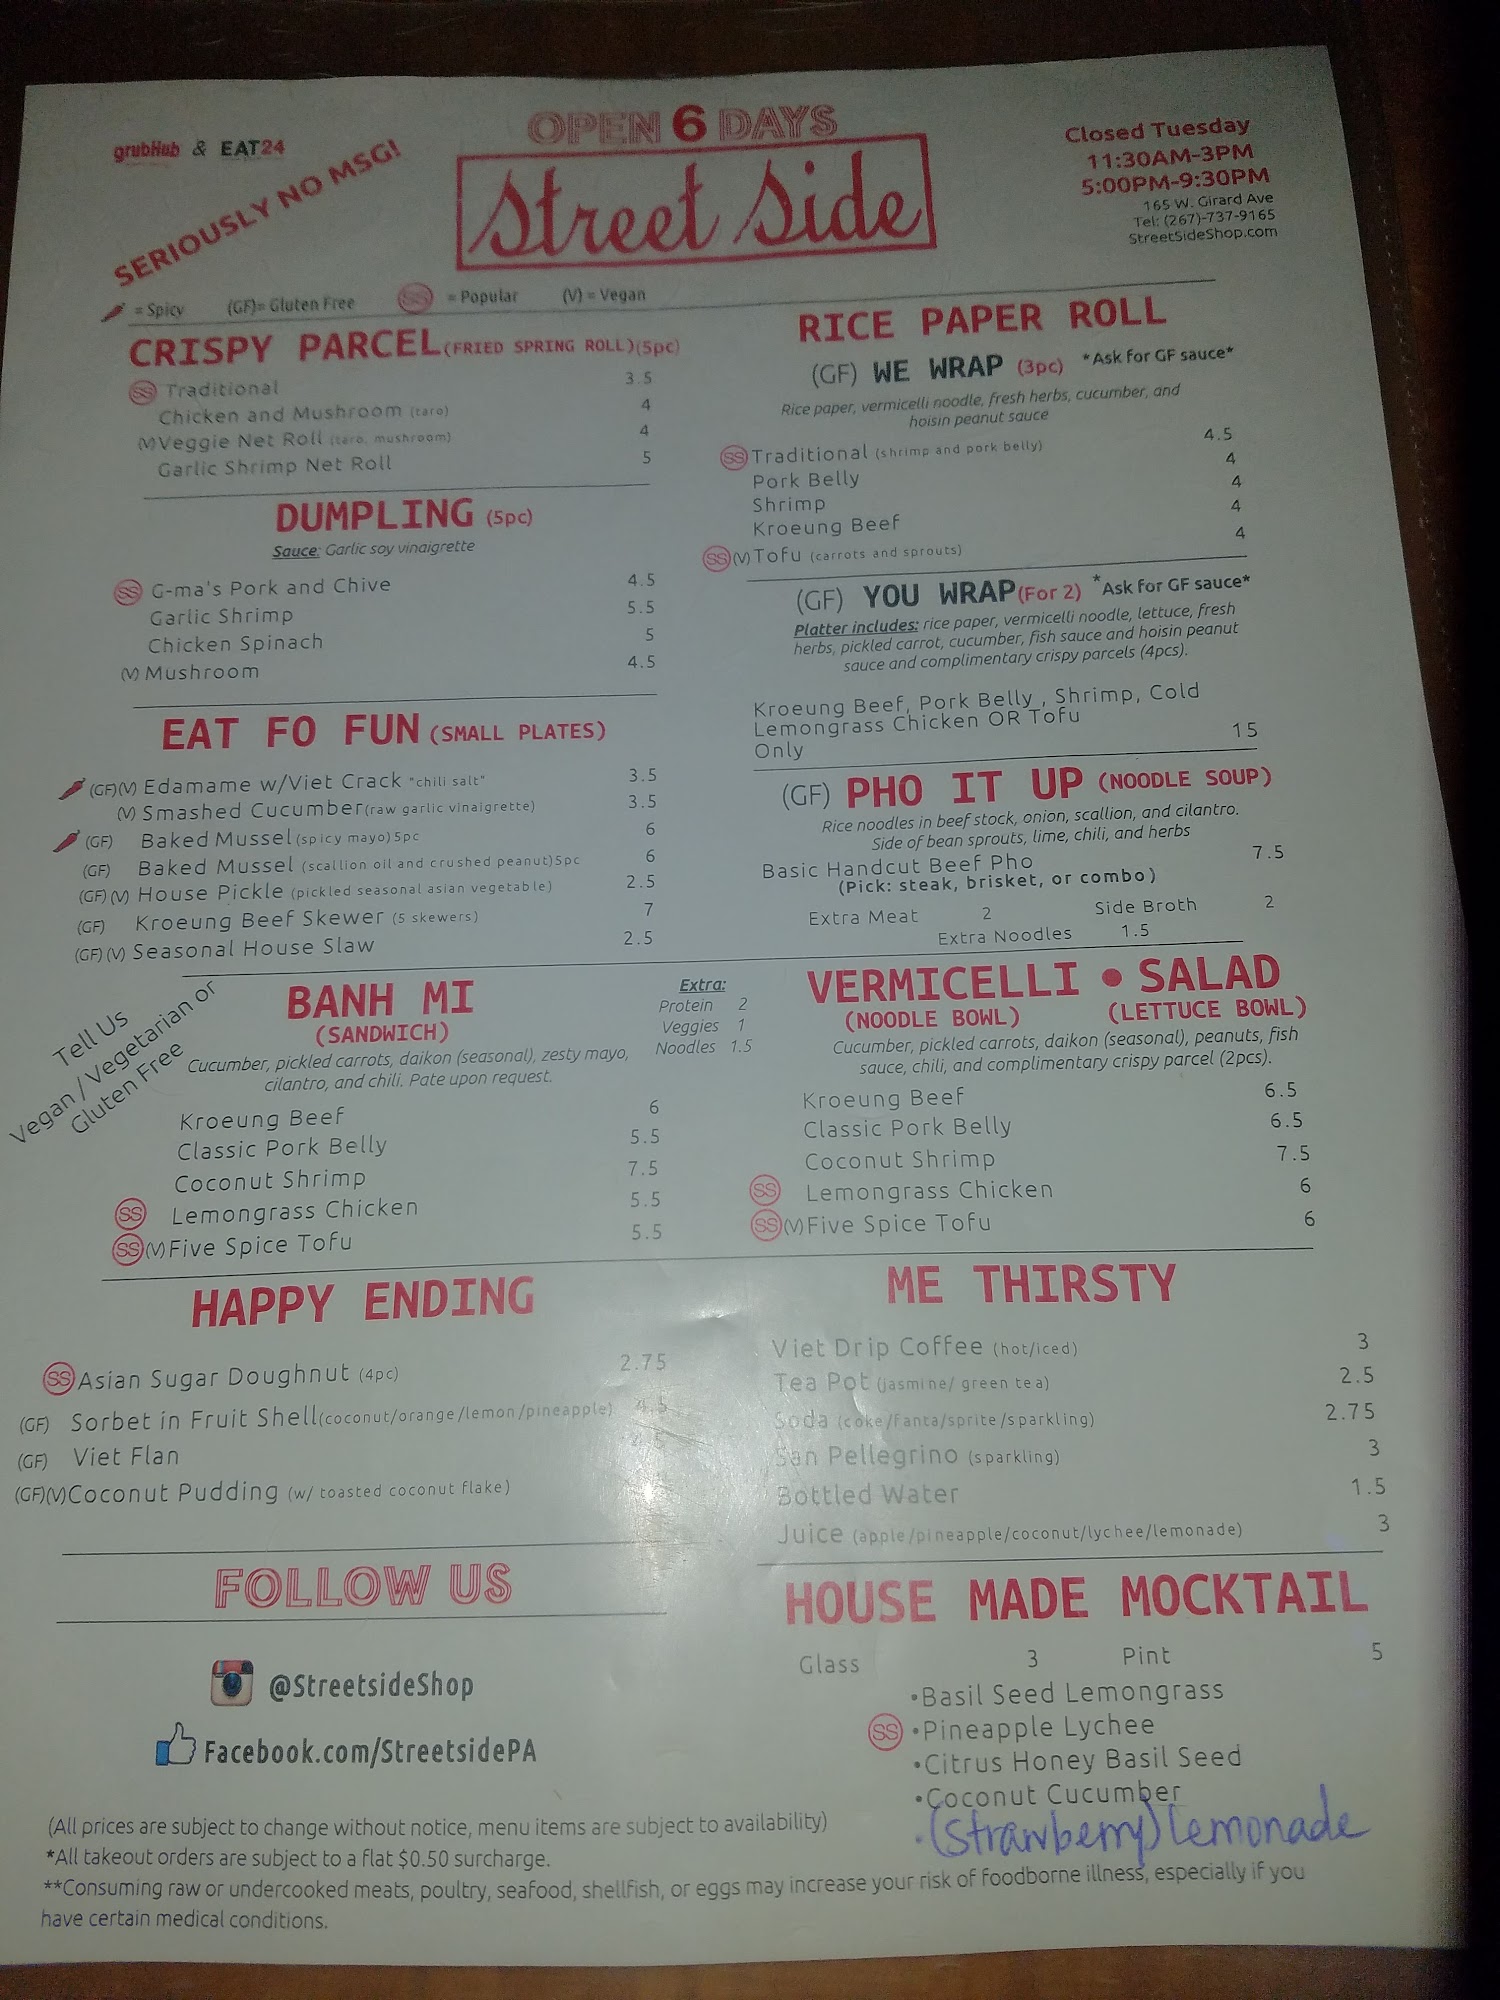 grubHub & EAT24
SERIOUSLY NO MSG!
OPEN 6 DAYS
Street Side
Closed Tuesday
11:30AM-3PM
5:00PM-9:30PM
165 W. Girard Ave
Tel: (267)-737-9165
StreetSideShop.com
= Spicy (GF)= Gluten Free SS = Popular (V) = Vegan
CRISPY PARCEL (FRIED SPRING ROLL)(5pc)
SS Traditional 3.5
Chicken and Mushroom (taro) 4
(V) Veggie Net Roll (taro, mushroom) 4
Garlic Shrimp Net Roll 5
DUMPLING (5pc)
Sauce: Garlic soy vinaigrette
SS G-ma's Pork and Chive 4.5
Garlic Shrimp 5.5
Chicken Spinach 5
(V) Mushroom 4.5
EAT FO FUN (SMALL PLATES)
(GF)(V) Edamame w/Viet Crack "chili salt" 3.5
(V) Smashed Cucumber(raw garlic vinaigrette) 3.5
(GF) Baked Mussel(spicy mayo)5pc 6
(GF) Baked Mussel (scallion oil and crushed peanut)5pc 6
(GF)(V) House Pickle (pickled seasonal asian vegetable) 2.5
(GF) Kroeung Beef Skewer (5 skewers) 7
(GF)(V) Seasonal House Slaw 2.5
RICE PAPER ROLL
(GF) WE WRAP (3pc) *Ask for GF sauce*
Rice paper, vermicelli noodle, fresh herbs, cucumber, and
hoisin peanut sauce
SS Traditional (shrimp and pork belly) 4.5
Pork Belly 4
Shrimp 4
Kroeung Beef 4
SS (V) Tofu (carrots and sprouts) 4
(GF) YOU WRAP(For 2) *Ask for GF sauce*
Platter includes: rice paper, vermicelli noodle, lettuce, fresh
herbs, pickled carrot, cucumber, fish sauce and hoisin peanut
sauce and complimentary crispy parcels (4pcs).
Kroeung Beef, Pork Belly , Shrimp, Cold
Lemongrass Chicken OR Tofu
Only 15
(GF) PHO IT UP (NOODLE SOUP)
Rice noodles in beef stock, onion, scallion, and cilantro.
Side of bean sprouts, lime, chili, and herbs
Basic Handcut Beef Pho 7.5
(Pick: steak, brisket, or combo)
Extra Meat 2 Side Broth 2
Extra Noodles 1.5
Tell Us
Vegan / Vegetarian or
Gluten Free
BANH MI
(SANDWICH)
Extra:
Protein 2
Veggies 1
Noodles 1.5
Cucumber, pickled carrots, daikon (seasonal), zesty mayo,
cilantro, and chili. Pate upon request.
Kroeung Beef 6
Classic Pork Belly 5.5
Coconut Shrimp 7.5
SS Lemongrass Chicken 5.5
SS (V) Five Spice Tofu 5.5
VERMICELLI • SALAD
(NOODLE BOWL) (LETTUCE BOWL)
Cucumber, pickled carrots, daikon (seasonal), peanuts, fish
sauce, chili, and complimentary crispy parcel (2pcs).
Kroeung Beef 6.5
Classic Pork Belly 6.5
Coconut Shrimp 7.5
SS Lemongrass Chicken 6
SS (V) Five Spice Tofu 6
HAPPY ENDING
SS Asian Sugar Doughnut (4pc) 2.75
(GF) Sorbet in Fruit Shell(coconut/orange/lemon/pineapple) 4.5
(GF) Viet Flan
(GF)(V) Coconut Pudding (w/ toasted coconut flake)
ME THIRSTY
Viet Drip Coffee (hot/iced) 3
Tea Pot (jasmine/ green tea) 2.5
Soda (coke/Fanta/sprite/sparkling) 2.75
San Pellegrino (sparkling) 3
Bottled Water 1.5
Juice (apple/pineapple/coconut/lychee/lemonade) 3
FOLLOW US
@StreetsideShop
Facebook.com/StreetsidePA
HOUSE MADE MOCKTAIL
Glass 3 Pint 5
•Basil Seed Lemongrass
SS •Pineapple Lychee
•Citrus Honey Basil Seed
•Coconut Cucumber
•(strawberry) lemonade
(All prices are subject to change without notice, menu items are subject to availability)
*All takeout orders are subject to a flat $0.50 surcharge.
**Consuming raw or undercooked meats, poultry, seafood, shellfish, or eggs may increase your risk of foodborne illness, especially if you
have certain medical conditions.